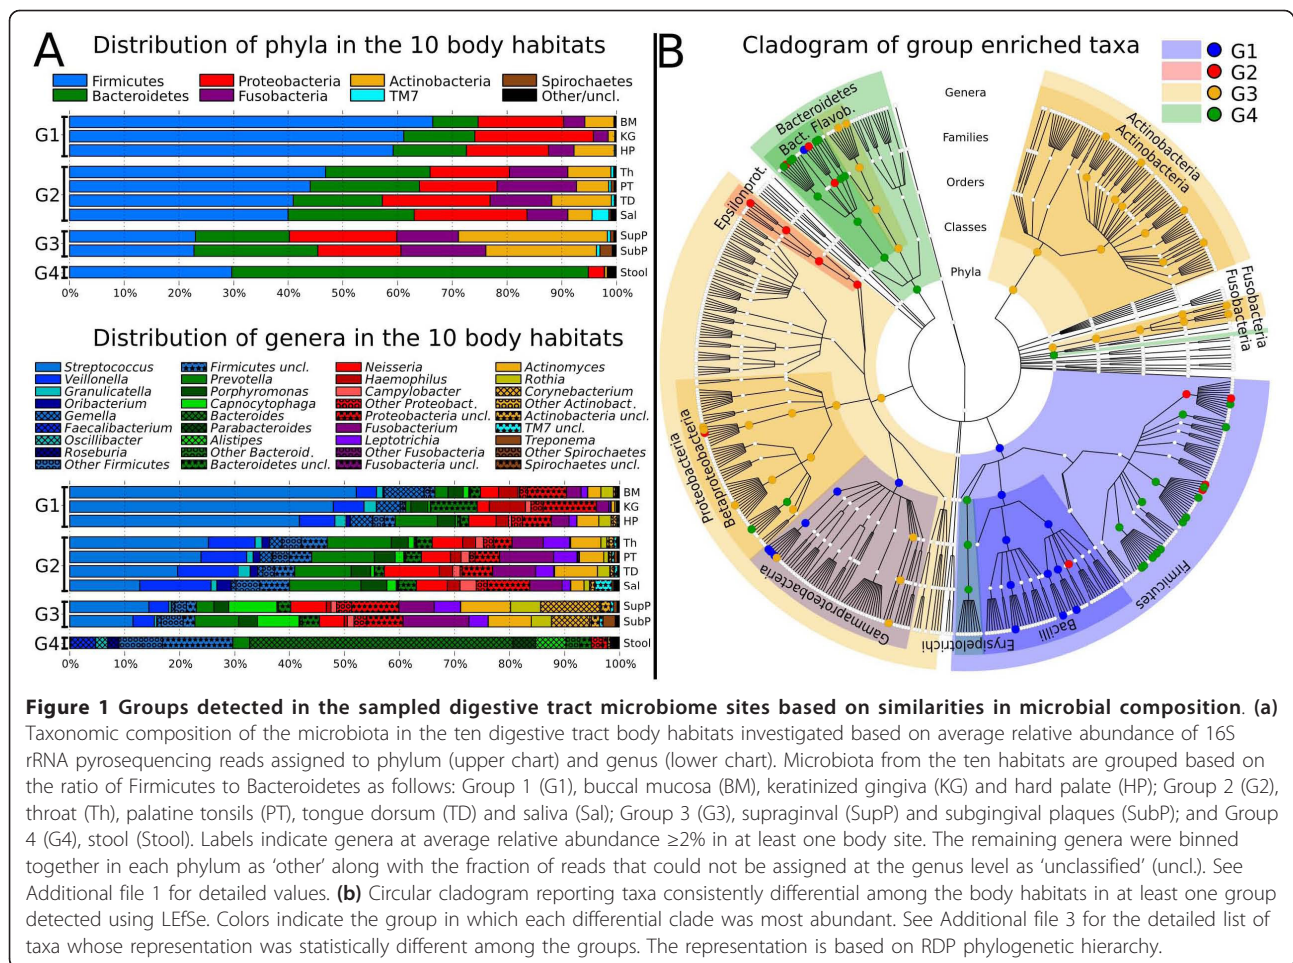 A
Distribution of phyla in the 10 body habitats
Firmicutes Proteobacteria Actinobacteria Spirochaetes
Bacteroidetes Fusobacteria TM7 Other/uncl.
G1
BM
KG
HP
G2
Th
PT
TD
Sal
G3
SupP
SubP
G4
Stool
0% 10% 20% 30% 40% 50% 60% 70% 80% 90% 100%
Distribution of genera in the 10 body habitats
Streptococcus Firmicutes uncl. Neisseria Actinomyces
Veillonella Prevotella Haemophilus Rothia
Granulicatella Porphyromonas Campylobacter Corynebacterium
Oribacterium Capnocytophaga Other Proteobact. Other Actinobact.
Gemella Bacteroides Proteobacteria uncl. Actinobacteria uncl.
Faecalibacterium Parabacteroides Fusobacterium TM7 uncl.
Oscillibacter Alistipes Leptotrichia Treponema
Roseburia Other Bacteroid. Other Fusobacteria Other Spirochaetes
Other Firmicutes Bacteroidetes uncl. Fusobacteria uncl. Spirochaetes uncl.
G1
BM
KG
HP
G2
Th
PT
TD
Sal
G3
SupP
SubP
G4
Stool
0% 10% 20% 30% 40% 50% 60% 70% 80% 90% 100%
B
Cladogram of group enriched taxa
G1
G2
G3
G4
Genera
Families
Orders
Classes
Phyla
Bacteroidetes
Bact. Flavob.
Epsilonprot.
Actinobacteria
Actinobacteria
Fusobacteria
Fusobacteria
Proteobacteria
Betaproteobacteria
Gammaproteobacteria
Erysipelotrichi
Bacilli
Firmicutes
Figure 1 Groups detected in the sampled digestive tract microbiome sites based on similarities in microbial composition. (a)
Taxonomic composition of the microbiota in the ten digestive tract body habitats investigated based on average relative abundance of 16S
rRNA pyrosequencing reads assigned to phylum (upper chart) and genus (lower chart). Microbiota from the ten habitats are grouped based on
the ratio of Firmicutes to Bacteroidetes as follows: Group 1 (G1), buccal mucosa (BM), keratinized gingiva (KG) and hard palate (HP); Group 2 (G2),
throat (Th), palatine tonsils (PT), tongue dorsum (TD) and saliva (Sal); Group 3 (G3), supraginval (SupP) and subgingival plaques (SubP); and Group
4 (G4), stool (Stool). Labels indicate genera at average relative abundance ≥2% in at least one body site. The remaining genera were binned
together in each phylum as ‘other’ along with the fraction of reads that could not be assigned at the genus level as ‘unclassified’ (uncl.). See
Additional file 1 for detailed values. (b) Circular cladogram reporting taxa consistently differential among the body habitats in at least one group
detected using LEfSe. Colors indicate the group in which each differential clade was most abundant. See Additional file 3 for the detailed list of
taxa whose representation was statistically different among the groups. The representation is based on RDP phylogenetic hierarchy.